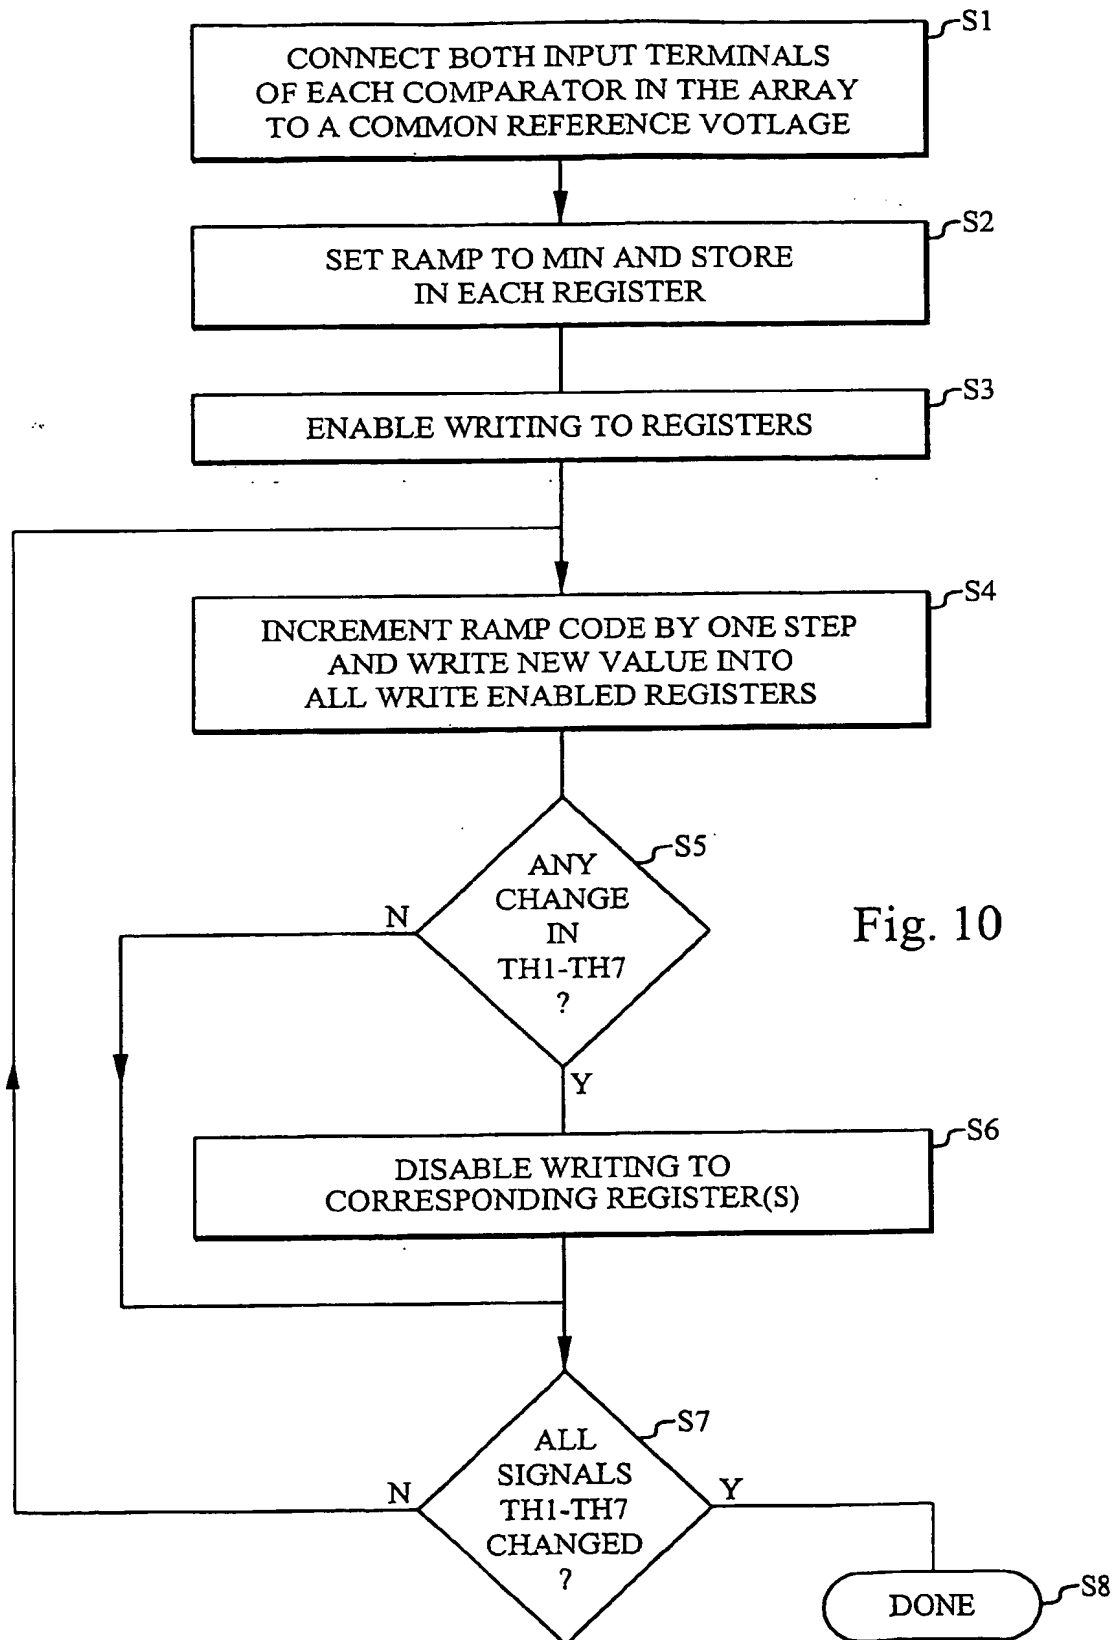 S1
CONNECT BOTH INPUT TERMINALS
OF EACH COMPARATOR IN THE ARRAY
TO A COMMON REFERENCE VOTLAGE
S2
SET RAMP TO MIN AND STORE
IN EACH REGISTER
S3
ENABLE WRITING TO REGISTERS
S4
INCREMENT RAMP CODE BY ONE STEP
AND WRITE NEW VALUE INTO
ALL WRITE ENABLED REGISTERS
S5
ANY
CHANGE
IN
TH1-TH7
?
N
Y
Fig. 10
S6
DISABLE WRITING TO
CORRESPONDING REGISTER(S)
S7
ALL
SIGNALS
TH1-TH7
CHANGED
?
N
Y
S8
DONE